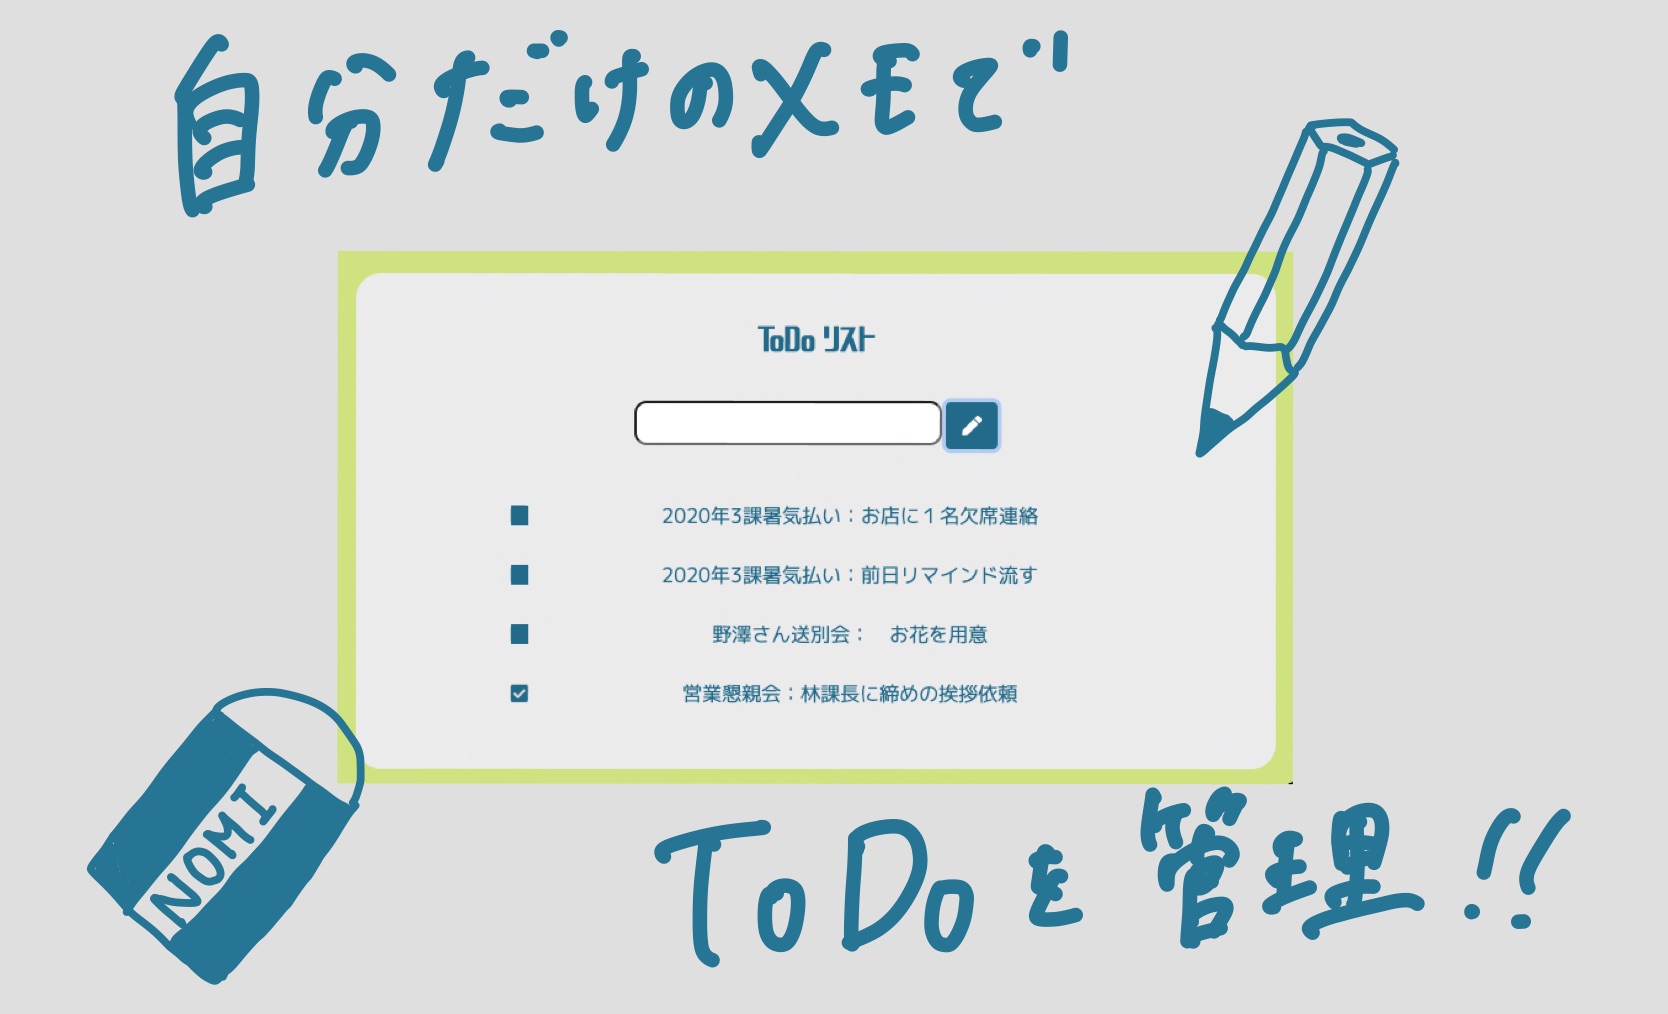 自分だけのメモで
ToDo リスト
2020年3課暑気払い：お店に１名欠席連絡
2020年3課暑気払い：前日リマインド流す
野澤さん送別会：　お花を用意
営業懇親会：林課長に締めの挨拶依頼
NOMI
ToDoを管理!!